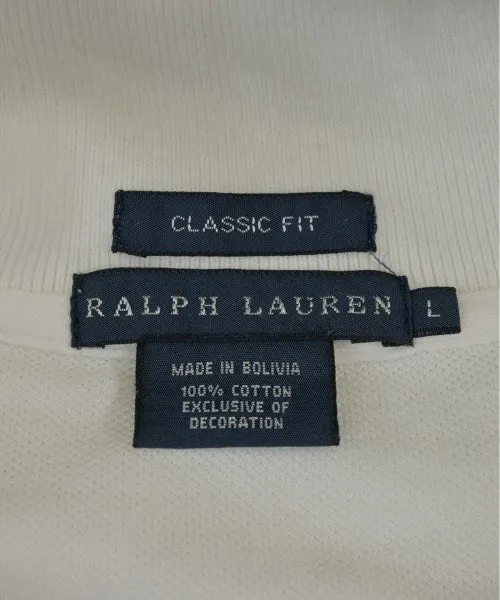 CLASSIC FIT
RALPH LAUREN
L
MADE IN BOLIVIA
100% COTTON
EXCLUSIVE OF
DECORATION